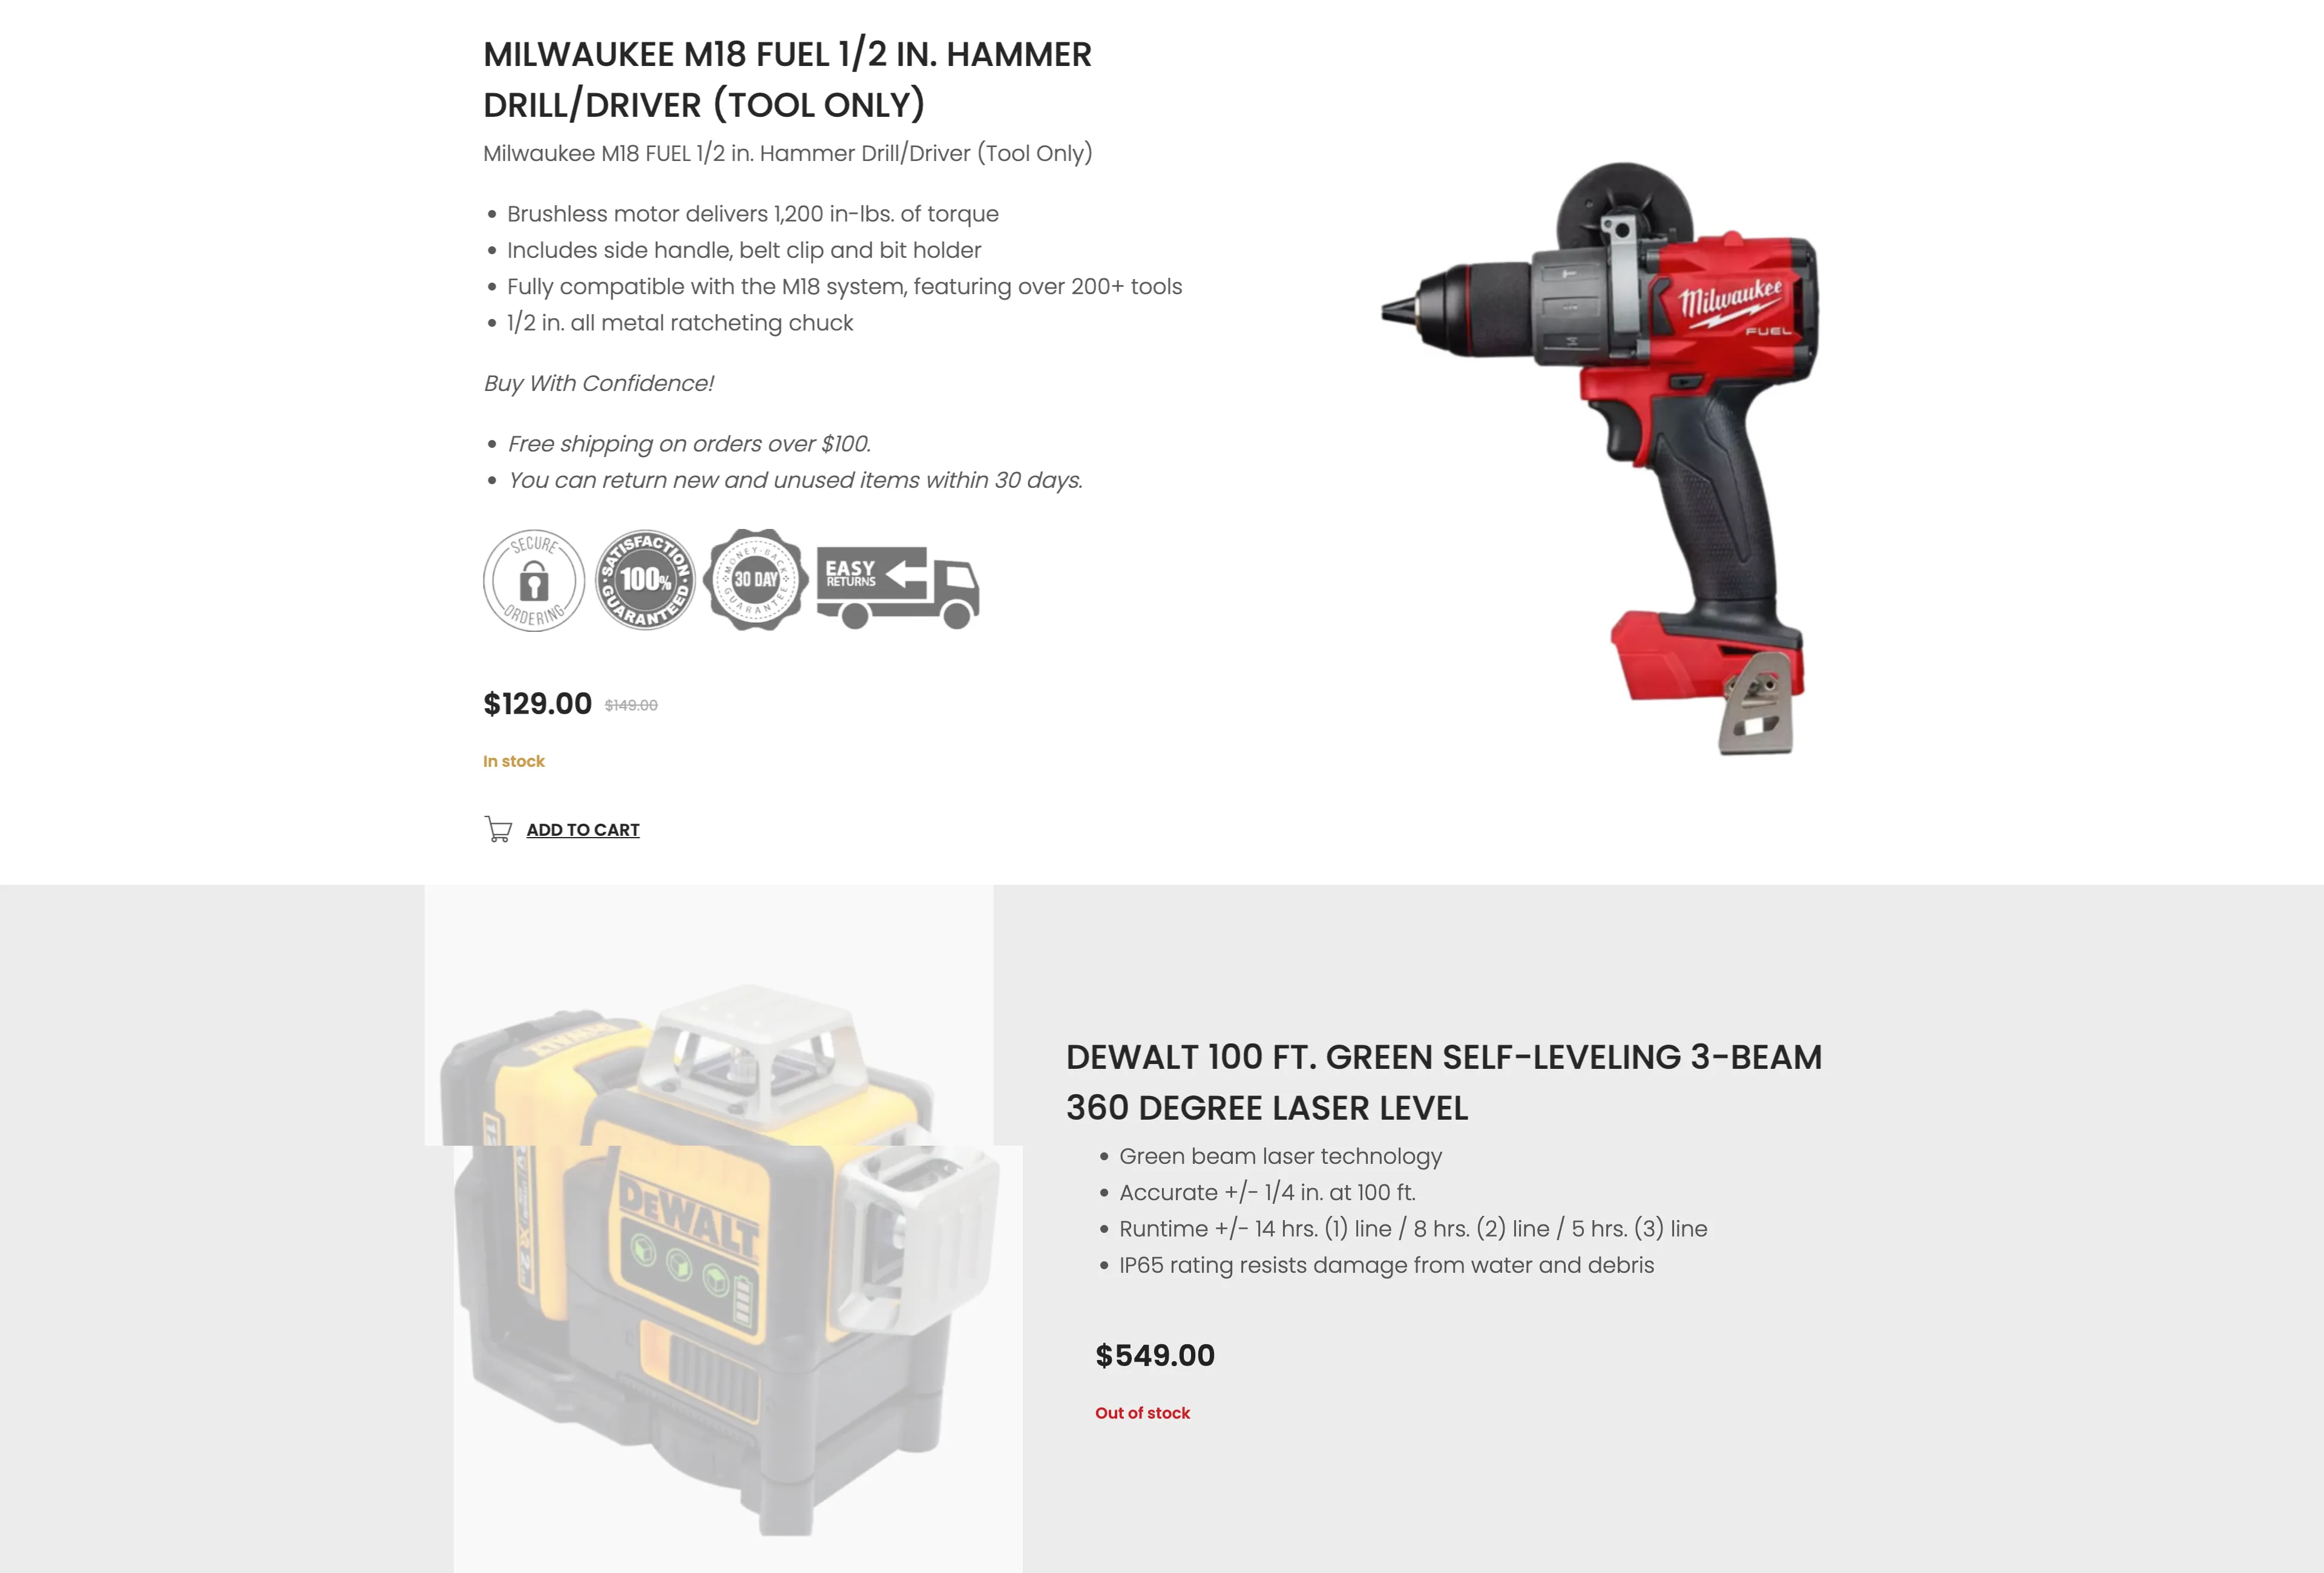 MILWAUKEE M18 FUEL 1/2 IN. HAMMER
DRILL/DRIVER (TOOL ONLY)
Milwaukee M18 FUEL 1/2 in. Hammer Drill/Driver (Tool Only)
Brushless motor delivers 1,200 in-lbs. of torque
Includes side handle, belt clip and bit holder
Fully compatible with the M18 system, featuring over 200+ tools
1/2 in. all metal ratcheting chuck
Buy With Confidence!
Free shipping on orders over $100.
You can return new and unused items within 30 days.
SECURE
ORDERING
SATISFACTION
100%
GUARANTEED
MONEY-BACK
30 DAY
GUARANTEE
EASY
RETURNS
$129.00 $149.00
In stock
ADD TO CART
Milwaukee
FUEL
DEWALT
DEWALT
DEWALT 100 FT. GREEN SELF-LEVELING 3-BEAM
360 DEGREE LASER LEVEL
Green beam laser technology
Accurate +/- 1/4 in. at 100 ft.
Runtime +/- 14 hrs. (1) line / 8 hrs. (2) line / 5 hrs. (3) line
IP65 rating resists damage from water and debris
$549.00
Out of stock